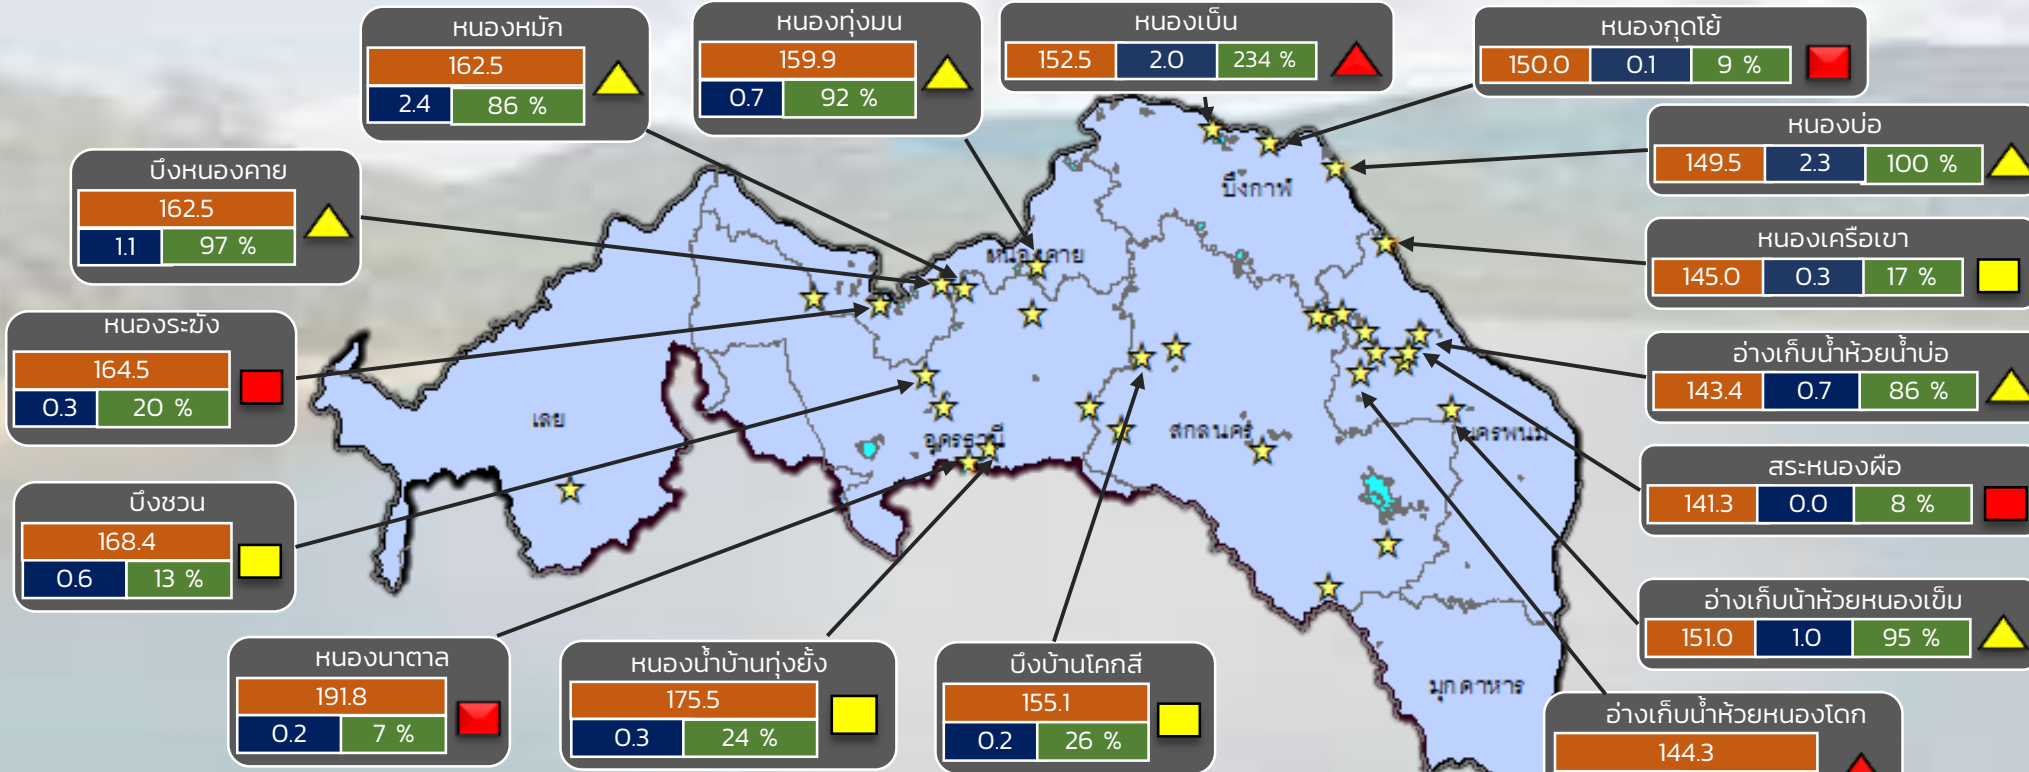 หนองหมัก
162.5
2.4 86 %
หนองทุ่งมน
159.9
0.7 92 %
หนองเบ็น
152.5 2.0 234 %
หนองกุดโย้
150.0 0.1 9 %
หนองบ่อ
149.5 2.3 100 %
บึงหนองคาย
162.5
1.1 97 %
หนองเครือเขา
145.0 0.3 17 %
หนองระฆัง
164.5
0.3 20 %
อ่างเก็บน้ำห้วยน้ำบ่อ
143.4 0.7 86 %
สระหนองผือ
141.3 0.0 8 %
บึงชวน
168.4
0.6 13 %
อ่างเก็บน้าห้วยหนองเข็ม
151.0 1.0 95 %
หนองนาตาล
191.8
0.2 7 %
หนองน้ำบ้านทุ่งยั้ง
175.5
0.3 24 %
บึงบ้านโคกสี
155.1
0.2 26 %
อ่างเก็บน้ำห้วยหนองโดก
144.3
บึงกาฬ
หนองคาย
เลย
อุดรธานี
สกลนคร
นครพนม
มุกดาหาร